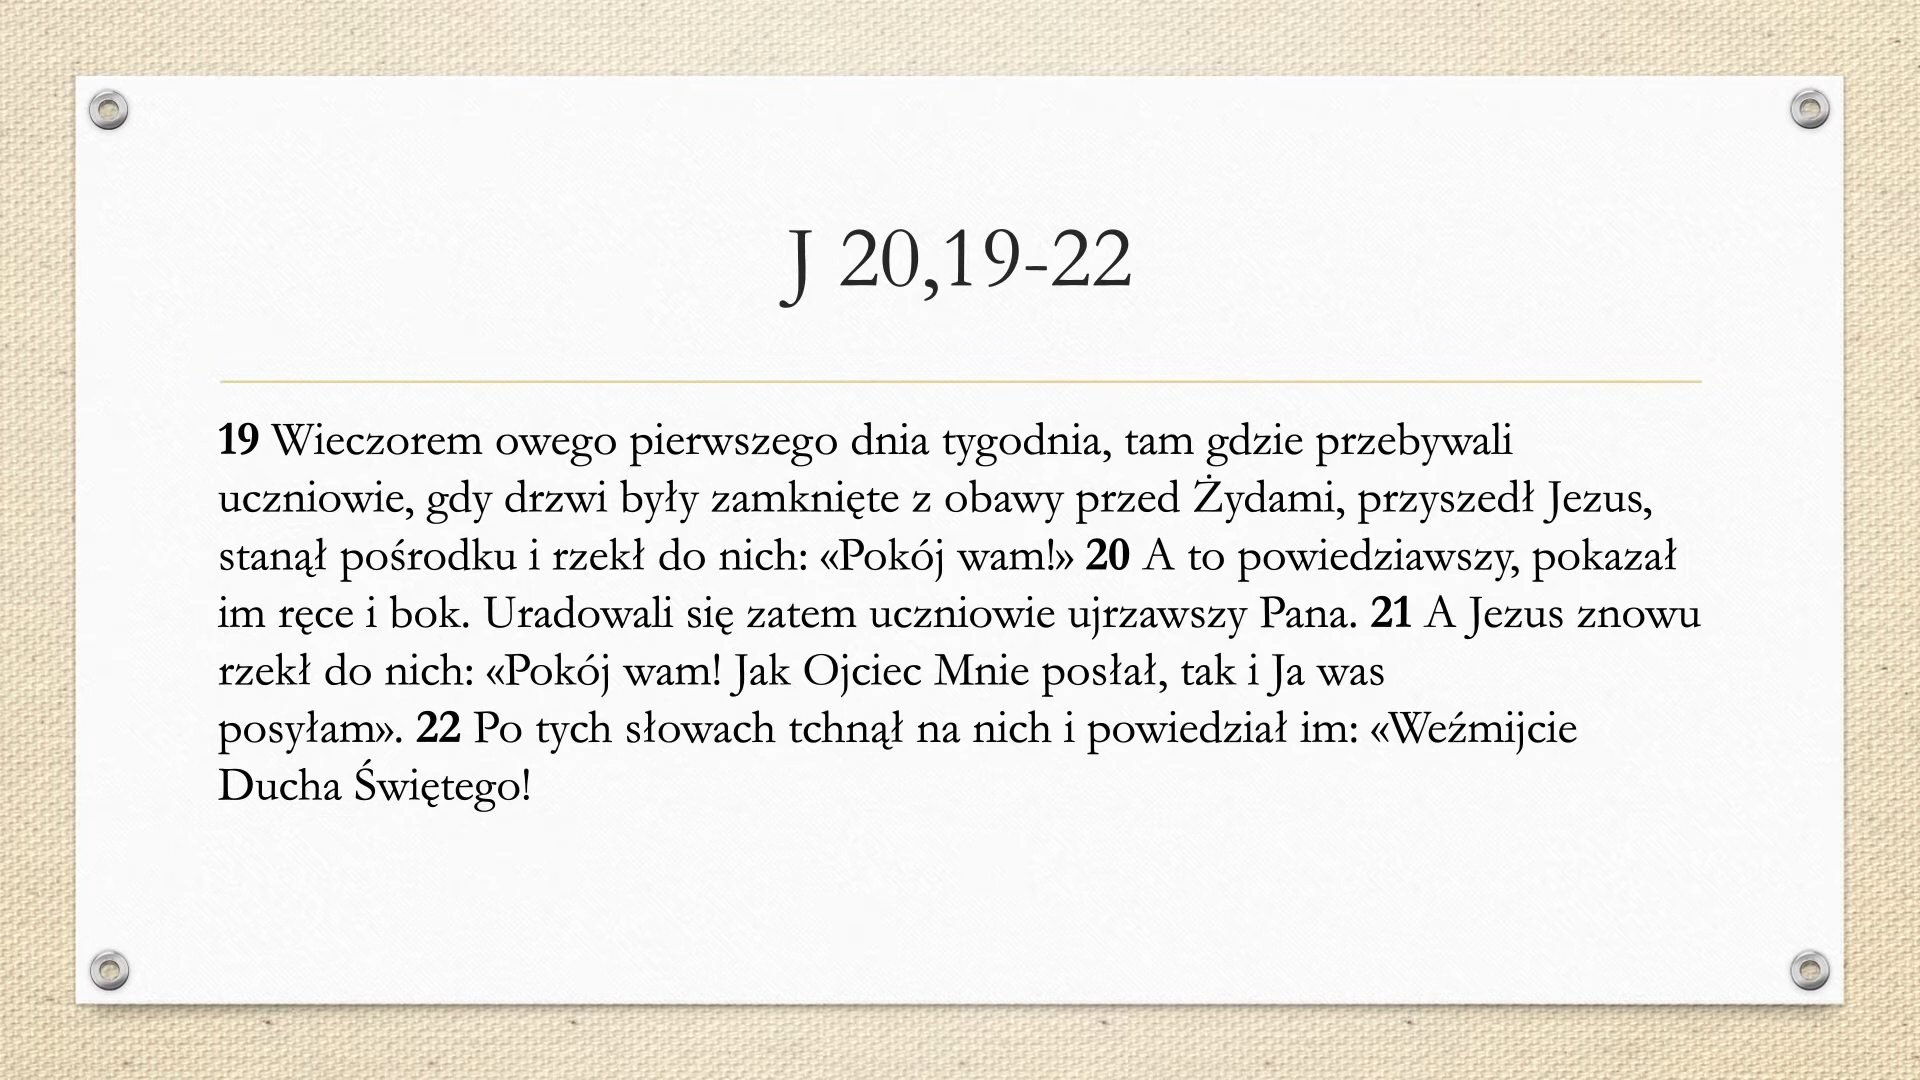 J 20,19-22
19 Wieczorem owego pierwszego dnia tygodnia, tam gdzie przebywali
uczniowie, gdy drzwi były zamknięte z obawy przed Żydami, przyszedł Jezus,
stanął pośrodku i rzekł do nich: «Pokój wam!» 20 A to powiedziawszy, pokazał
im ręce i bok. Uradowali się zatem uczniowie ujrzawszy Pana. 21 A Jezus znowu
rzekł do nich: «Pokój wam! Jak Ojciec Mnie posłał, tak i Ja was
posyłam». 22 Po tych słowach tchnął na nich i powiedział im: «Weźmijcie
Ducha Świętego!